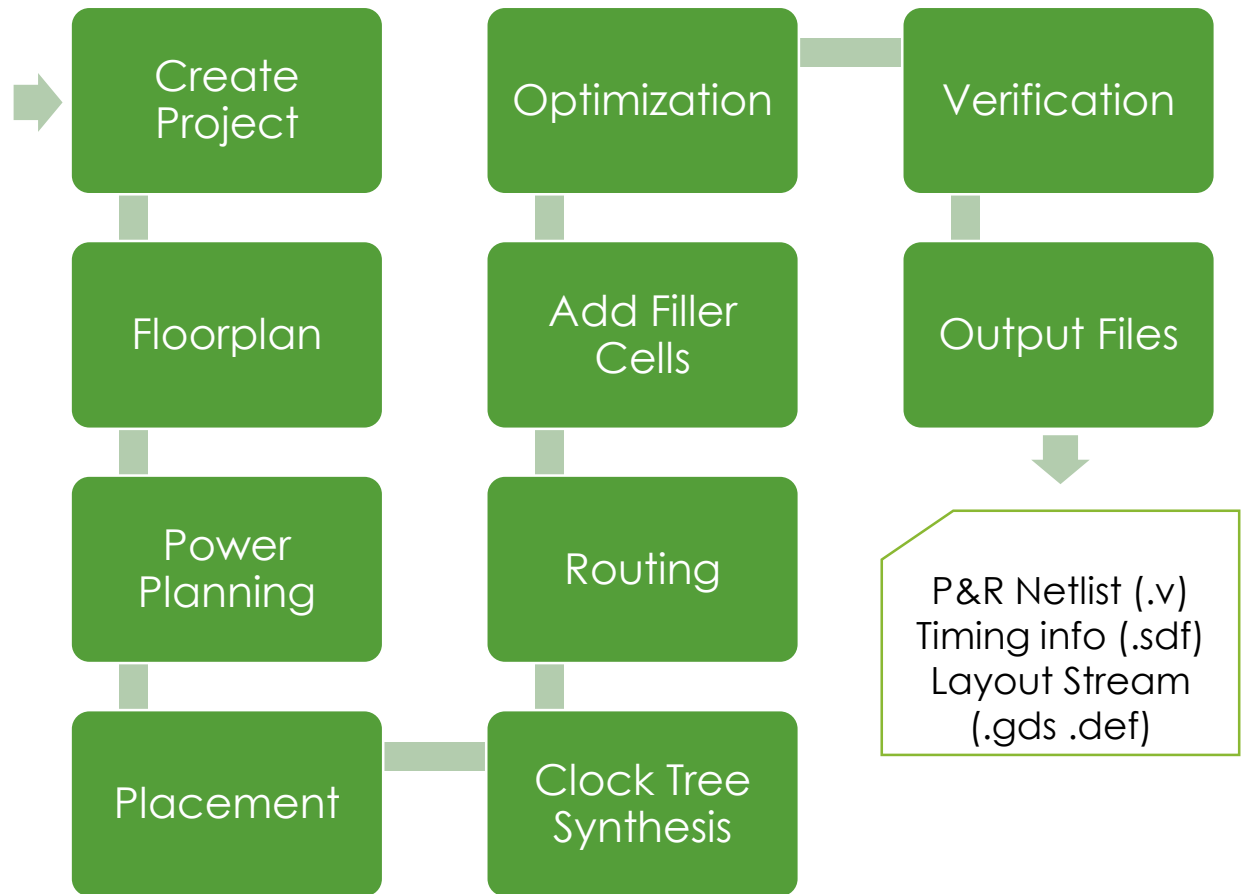 Create
Project
Floorplan
Power
Planning
Placement
Clock Tree
Synthesis
Routing
Add Filler
Cells
Optimization
Verification
Output Files
P&R Netlist (.v)
Timing info (.sdf)
Layout Stream
(.gds .def)